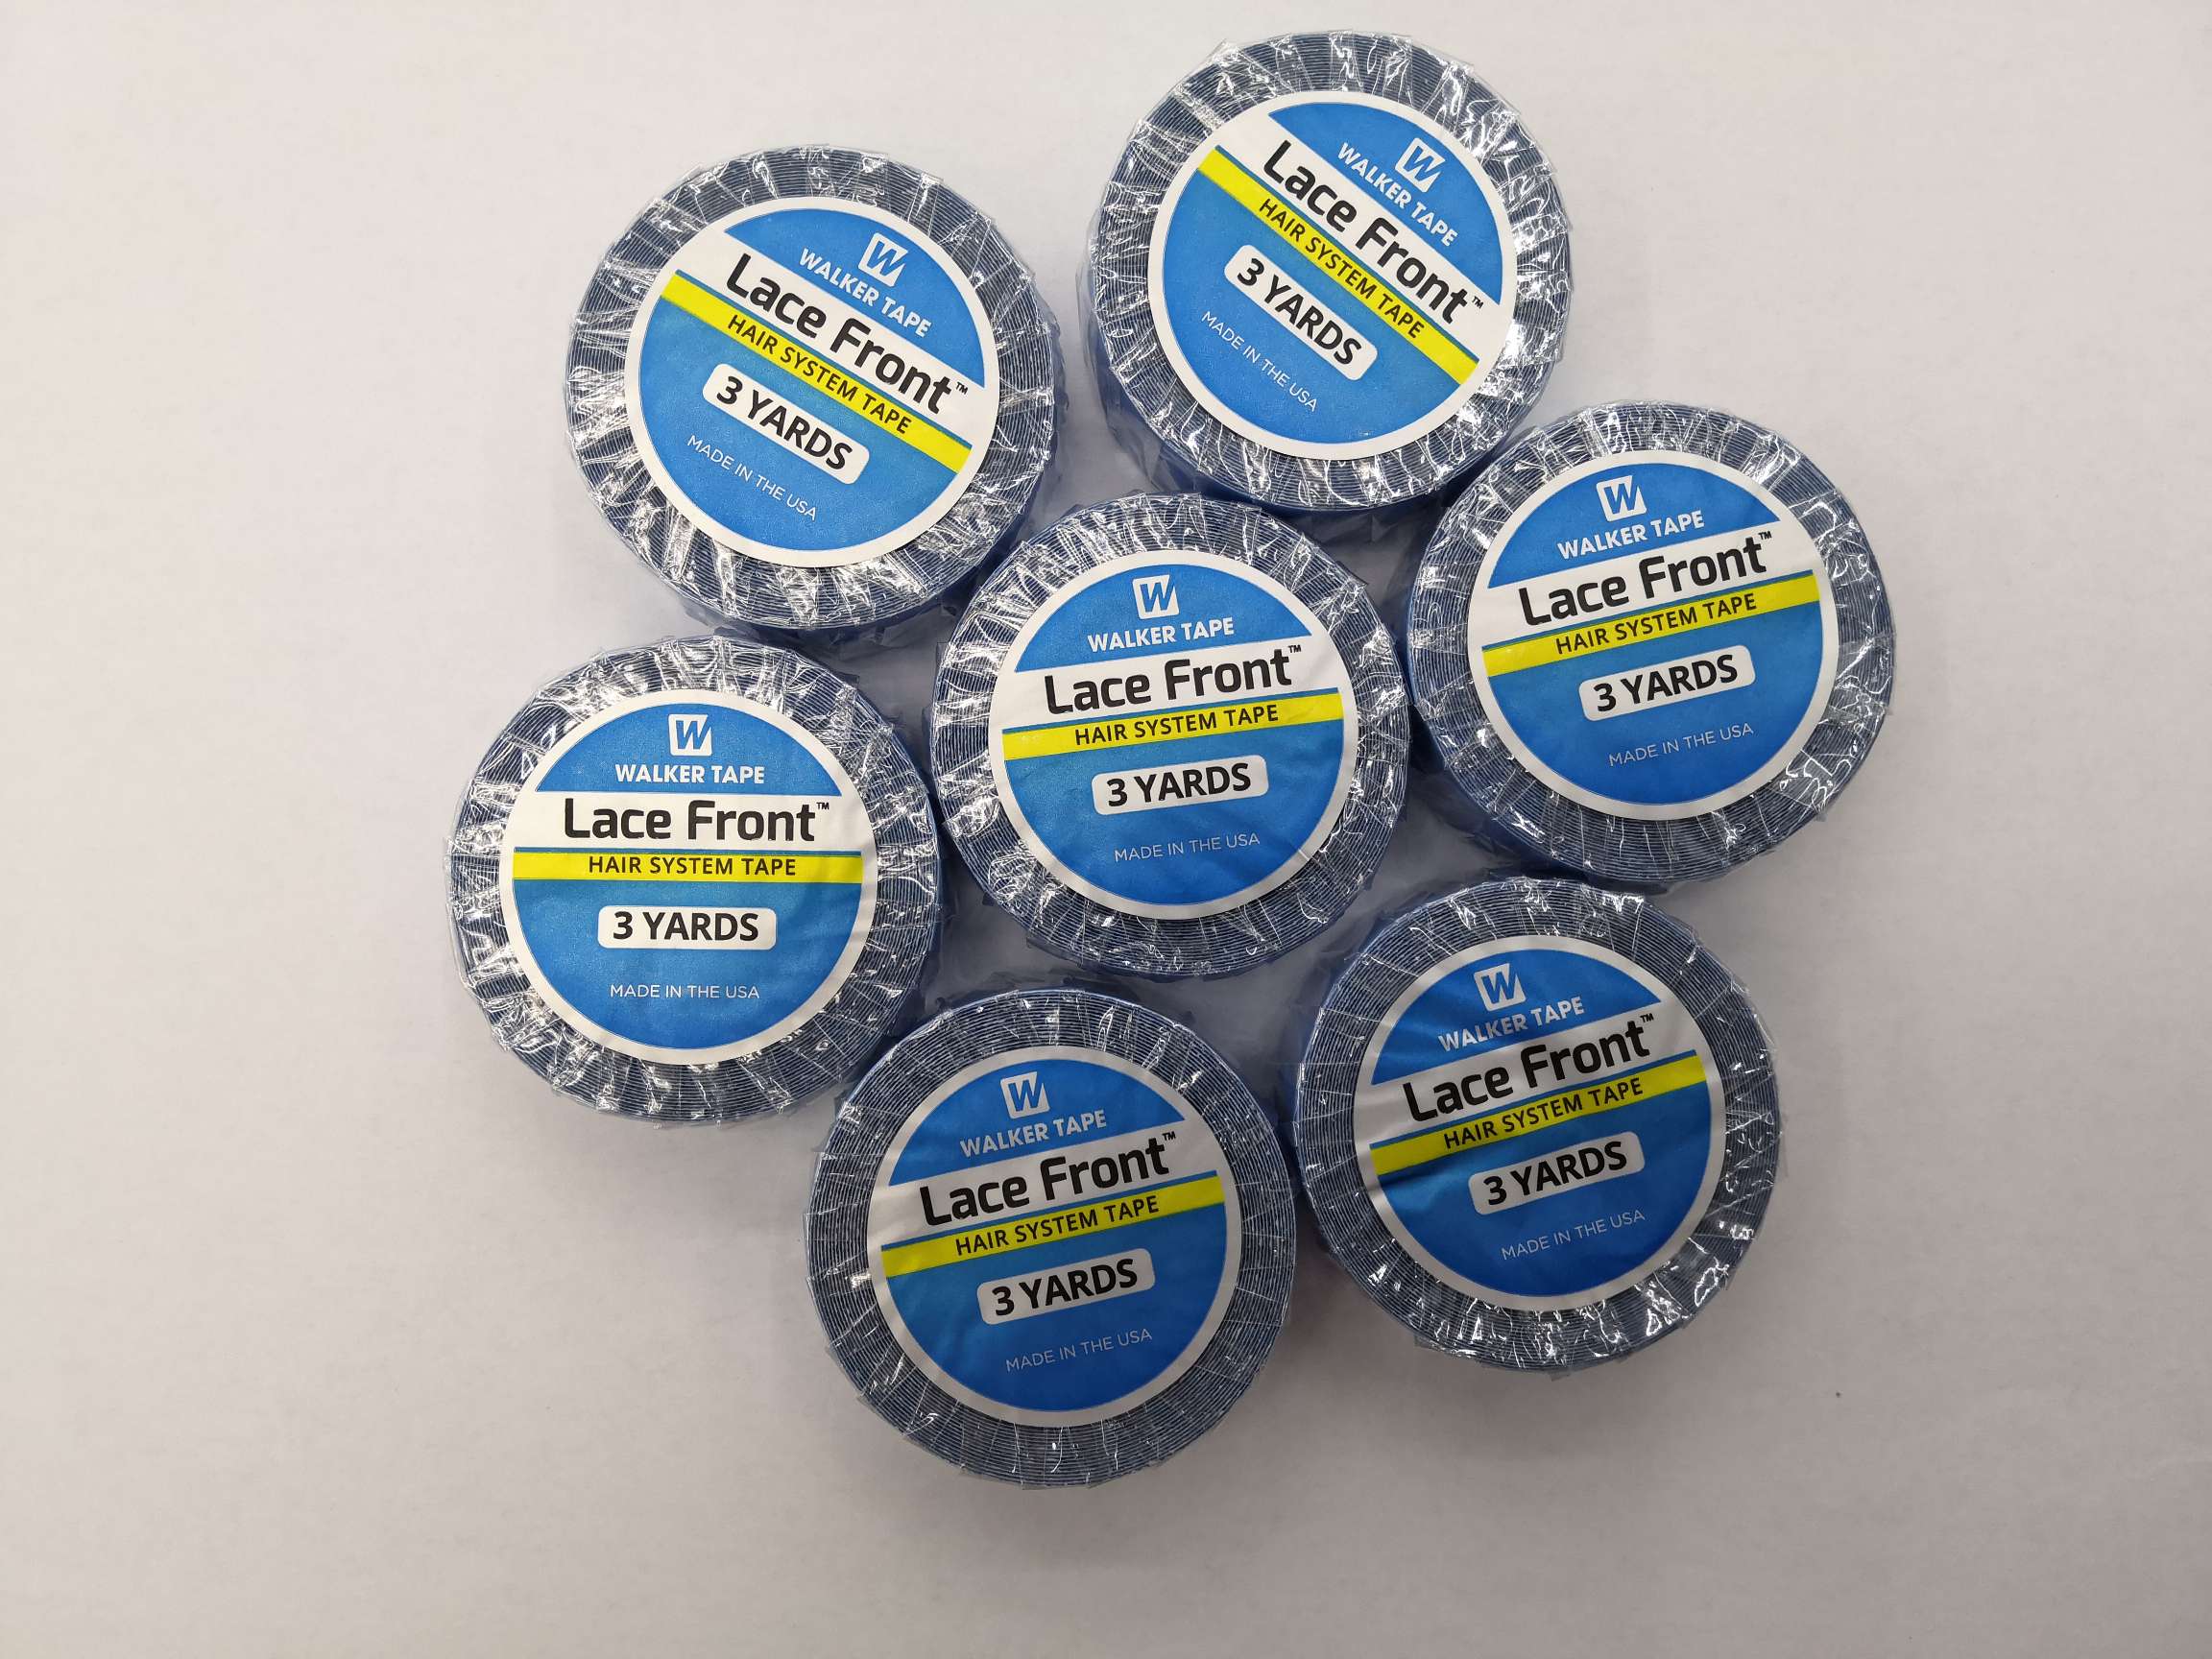 W
WALKER TAPE
Lace Front™
HAIR SYSTEM TAPE
3 YARDS
MADE IN THE USA
W
WALKER TAPE
Lace Front™
HAIR SYSTEM TAPE
3 YARDS
MADE IN THE USA
W
WALKER TAPE
Lace Front™
HAIR SYSTEM TAPE
3 YARDS
MADE IN THE USA
W
WALKER TAPE
Lace Front™
HAIR SYSTEM TAPE
3 YARDS
MADE IN THE USA
W
WALKER TAPE
Lace Front™
HAIR SYSTEM TAPE
3 YARDS
MADE IN THE USA
W
WALKER TAPE
Lace Front™
HAIR SYSTEM TAPE
3 YARDS
MADE IN THE USA
W
WALKER TAPE
Lace Front™
HAIR SYSTEM TAPE
3 YARDS
MADE IN THE USA